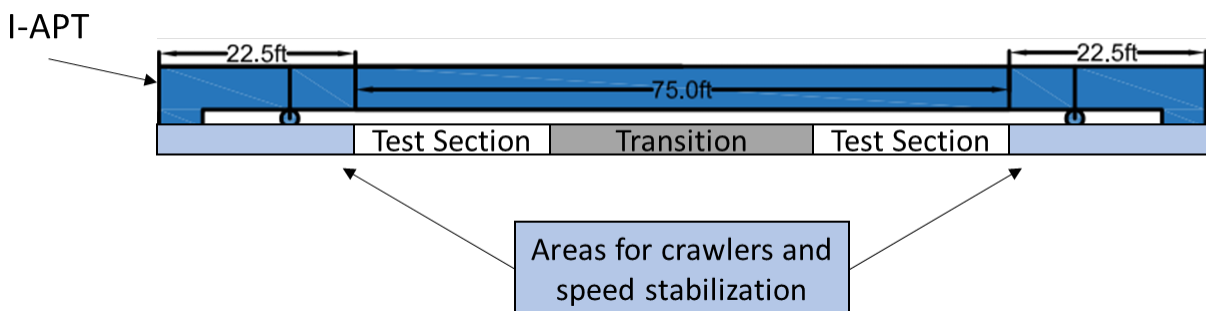 I-APT
22.5ft
22.5ft
75.0ft
Test Section
Transition
Test Section
Areas for crawlers and
speed stabilization